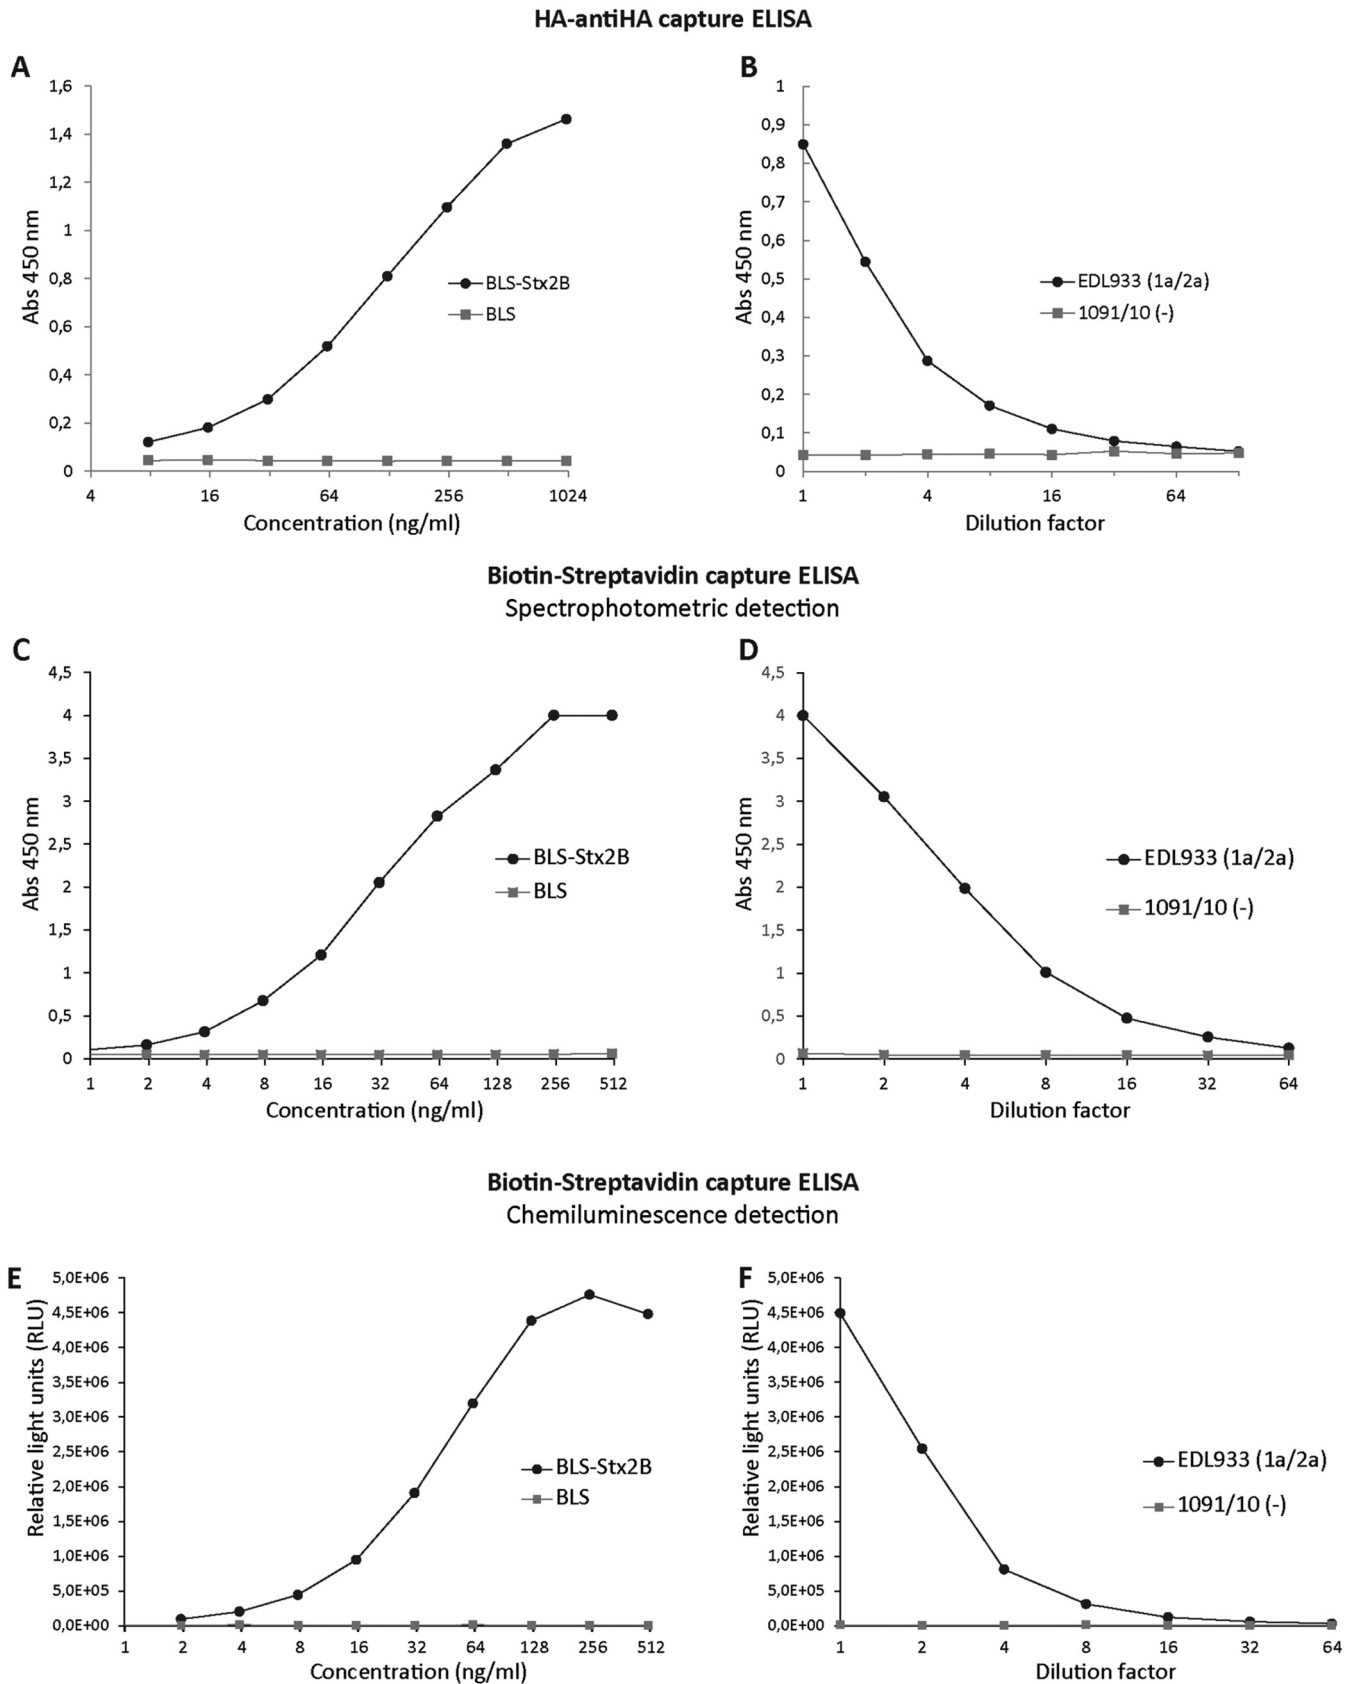 HA-antiHA capture ELISA
A
1,6
1,4
1,2
1
0,8
0,6
0,4
0,2
0
Abs 450 nm
BLS-Stx2B
BLS
4 16 64 256 1024
Concentration (ng/ml)
B
1
0,9
0,8
0,7
0,6
0,5
0,4
0,3
0,2
0,1
0
Abs 450 nm
EDL933 (1a/2a)
1091/10 (-)
1 4 16 64
Dilution factor
Biotin-Streptavidin capture ELISA
Spectrophotometric detection
C
4,5
4
3,5
3
2,5
2
1,5
1
0,5
0
Abs 450 nm
BLS-Stx2B
BLS
1 2 4 8 16 32 64 128 256 512
Concentration (ng/ml)
D
4,5
4
3,5
3
2,5
2
1,5
1
0,5
0
Abs 450 nm
EDL933 (1a/2a)
1091/10 (-)
1 2 4 8 16 32 64
Dilution factor
Biotin-Streptavidin capture ELISA
Chemiluminescence detection
E
5,0E+06
4,5E+06
4,0E+06
3,5E+06
3,0E+06
2,5E+06
2,0E+06
1,5E+06
1,0E+06
5,0E+05
0,0E+00
Relative light units (RLU)
BLS-Stx2B
BLS
1 2 4 8 16 32 64 128 256 512
Concentration (ng/ml)
F
5,0E+06
4,5E+06
4,0E+06
3,5E+06
3,0E+06
2,5E+06
2,0E+06
1,5E+06
1,0E+06
5,0E+05
0,0E+00
Relative light units (RLU)
EDL933 (1a/2a)
1091/10 (-)
1 2 4 8 16 32 64
Dilution factor